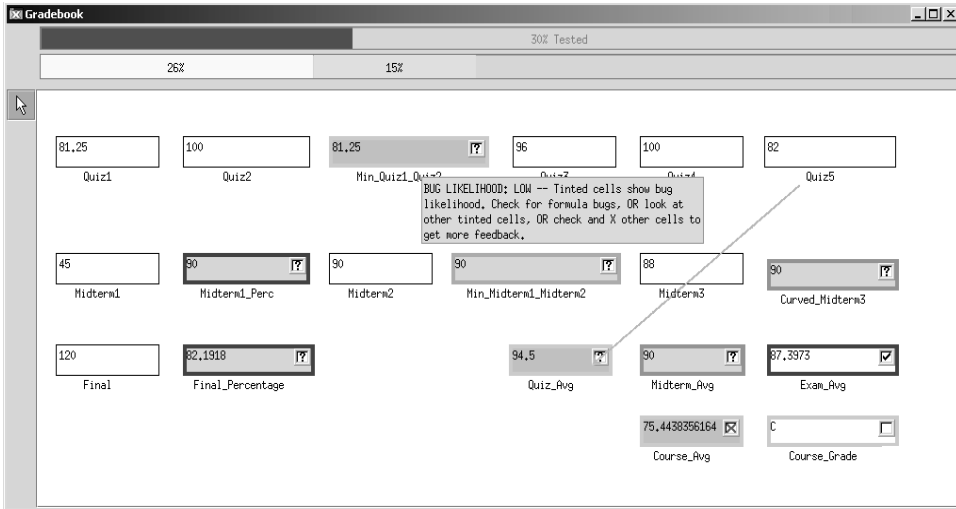 Gradebook
30% Tested
26% 15%
81.25 100 81.25 ? 96 100 82
Quiz1 Quiz2 Min_Quiz1_Quiz2 Quiz3 Quiz4 Quiz5
BUG LIKELIHOOD: LOW -- Tinted cells show bug
likelihood. Check for formula bugs, OR look at
other tinted cells, OR check and X other cells to
get more feedback.
45 90 ? 90 90 ? 88 90 ?
Midterm1 Midterm1_Perc Midterm2 Min_Midterm1_Midterm2 Midterm3 Curved_Midterm3
120 82.1918 ? 94.5 ? 90 ? 87.3973
Final Final_Percentage Quiz_Avg Midterm_Avg Exam_Avg
75.4438356164 C
Course_Avg Course_Grade